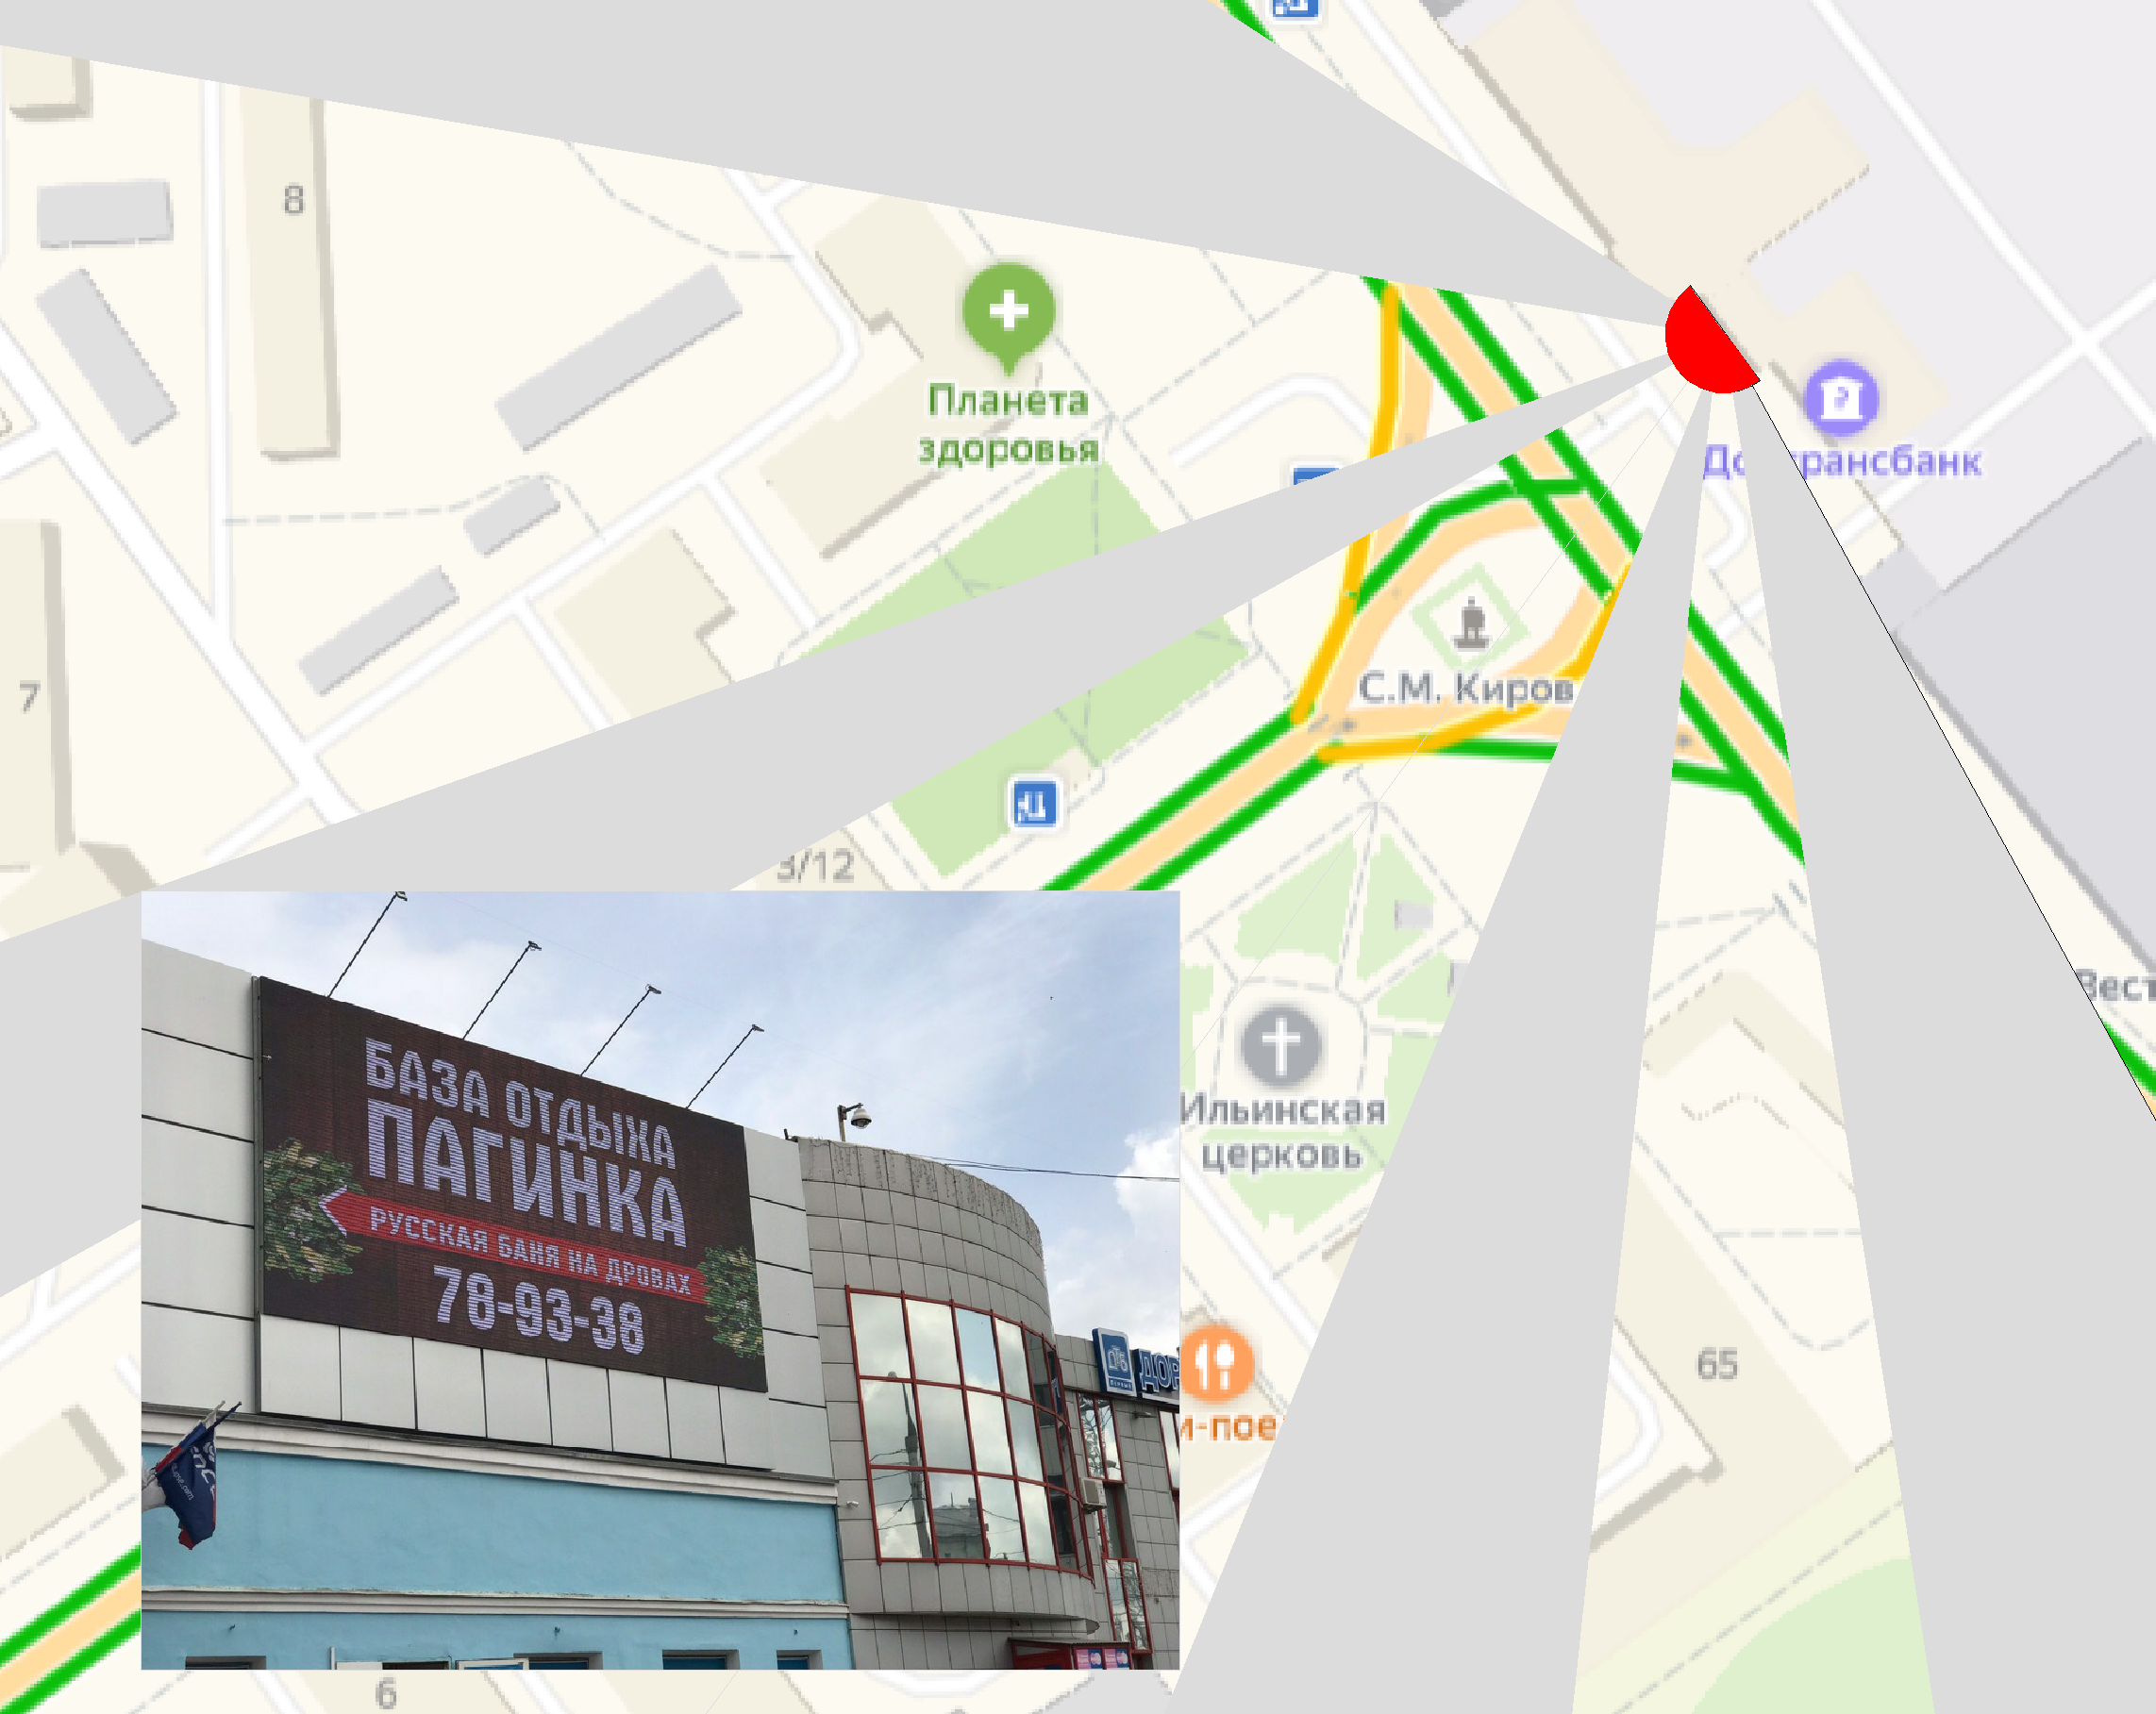 8
Планета
здоровья
7
С.М. Киров
3/12
Ильинская
церковь
65
6
БАЗА ОТДЫХА
ПАГИНКА
РУССКАЯ БАНЯ НА ДРОВАХ
78-93-38